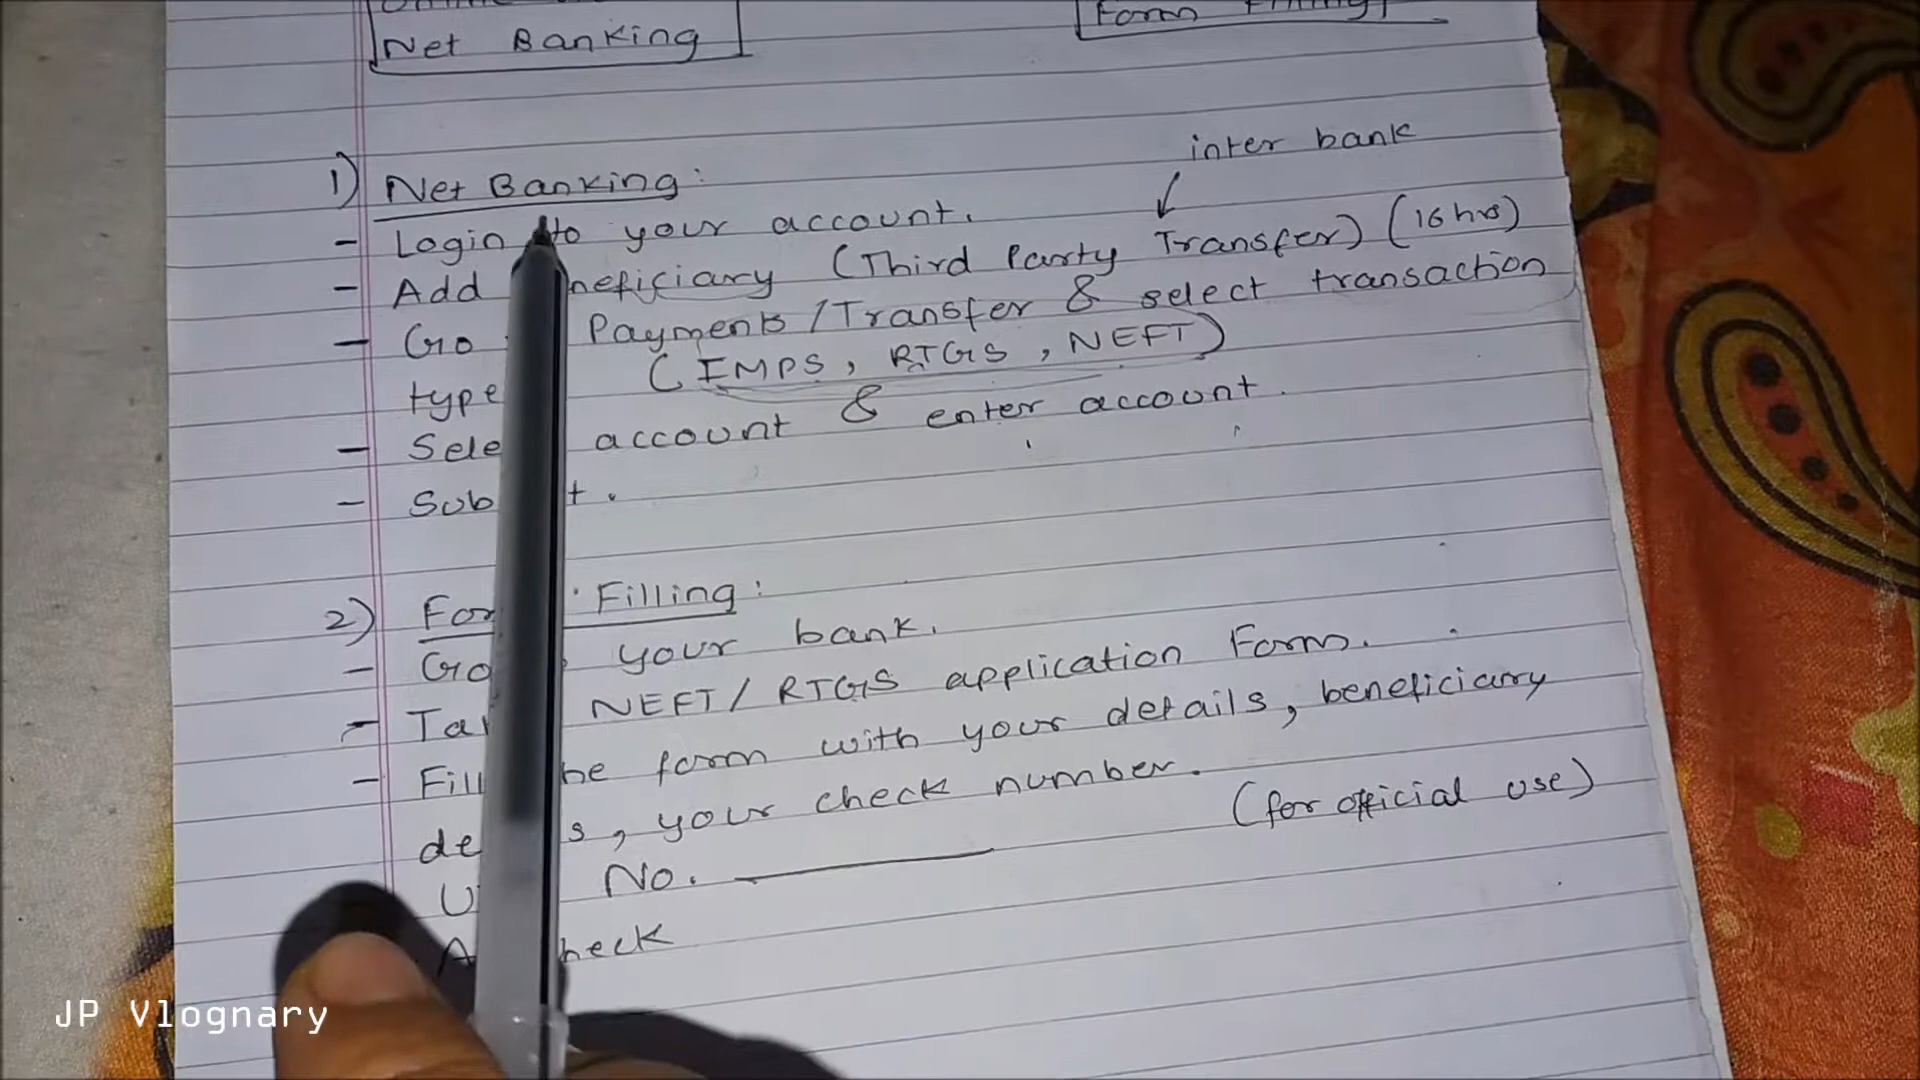 Net Banking
Form Filling
inter bank
1) Net Banking:
- Login to your account.
- Add neficiary (Third Party Transfer) (16 hrs)
- Go Payments/Transfer & select transaction
type (IMPS, RTGS, NEFT)
- Sele account & enter account.
- Sub t.
2) For Filling:
- Go your bank.
- Ta NEFT/RTGS application Form.
- Fill he form with your details, beneficiary
de s, your check number.
(for official use)
U No.
A heck
JP Vlognary